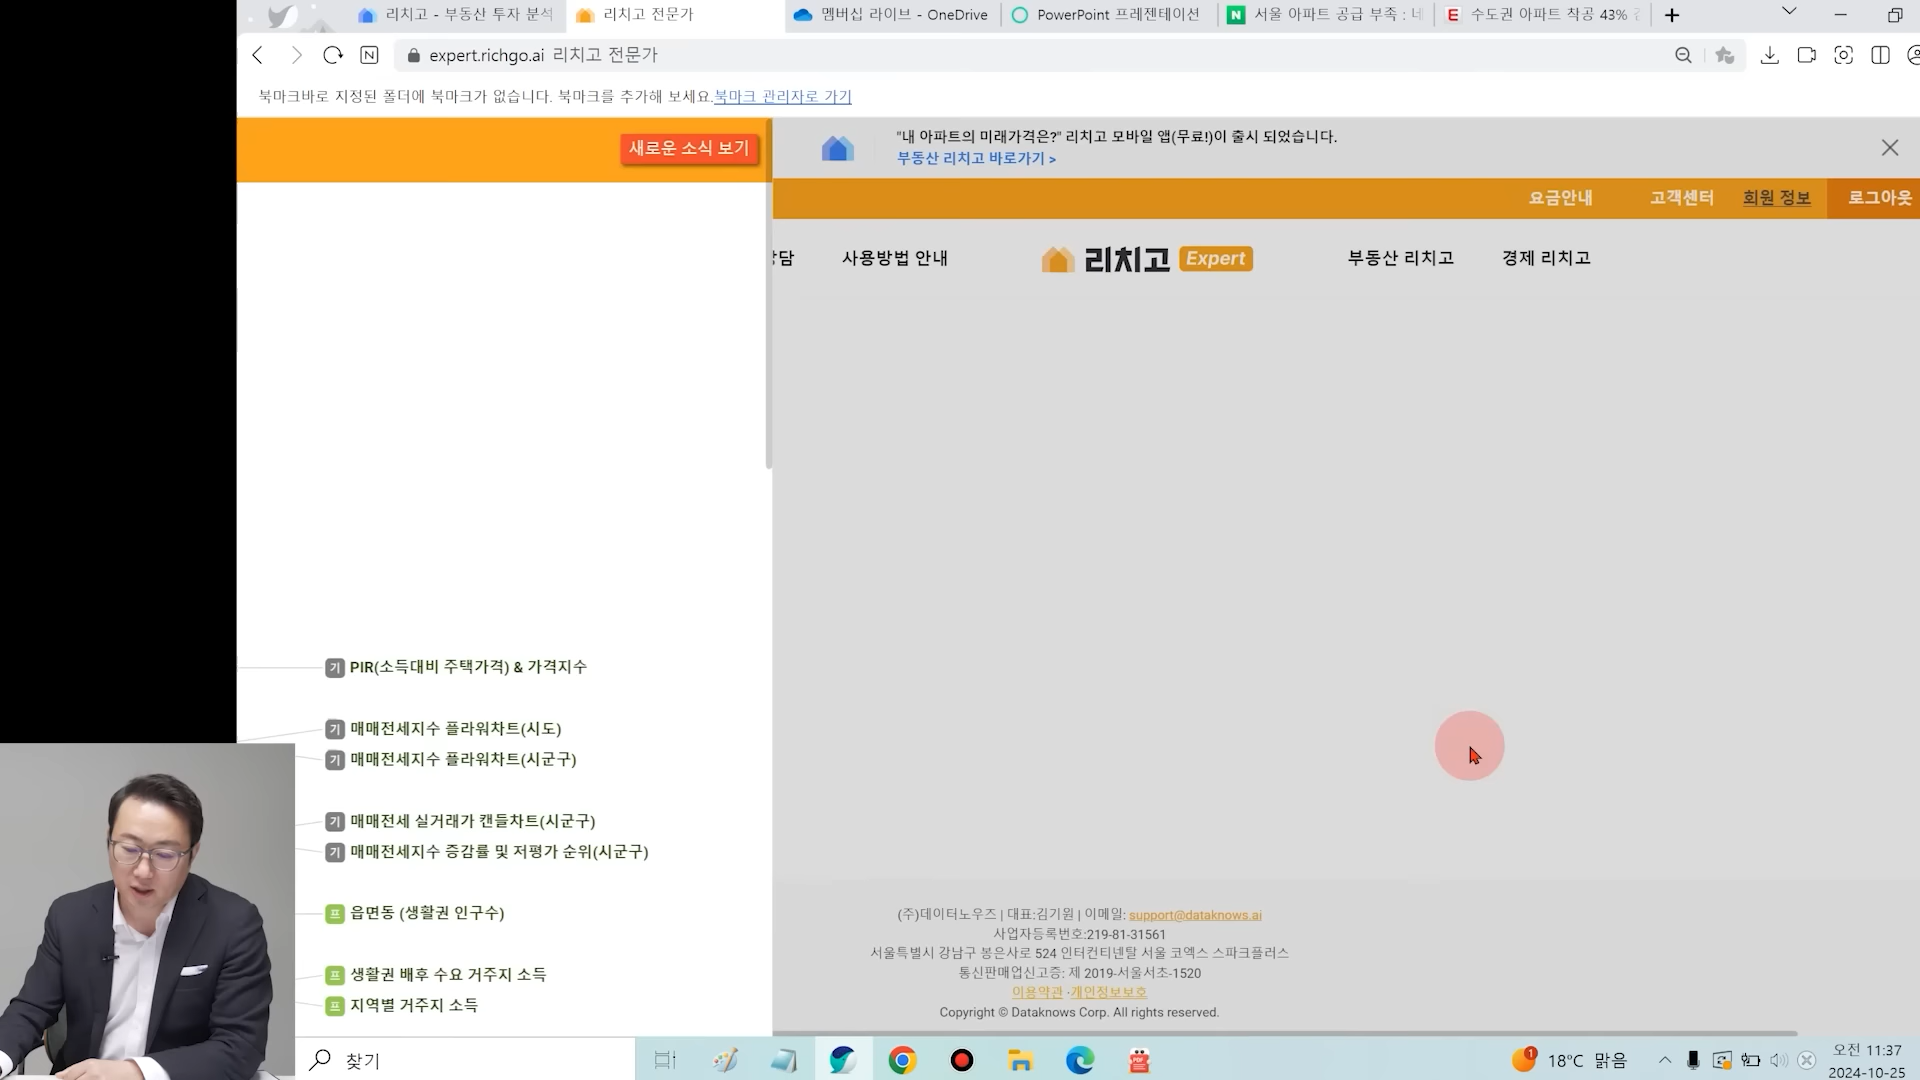 리치고 - 부동산 투자 분석
리치고 전문가
멤버십 라이브 - OneDrive
PowerPoint 프레젠테이션
서울 아파트 공급 부족 : 네
수도권 아파트 착공 43%
expert.richgo.ai 리치고 전문가
북마크바로 지정된 폴더에 북마크가 없습니다. 북마크를 추가해 보세요.북마크 관리자로 가기
새로운 소식 보기
"내 아파트의 미래가격은?" 리치고 모바일 앱(무료!)이 출시 되었습니다.
부동산 리치고 바로가기 >
요금안내
고객센터
회원 정보
로그아웃
상담
사용방법 안내
리치고 Expert
부동산 리치고
경제 리치고
기 PIR(소득대비 주택가격) & 가격지수
기 매매전세지수 플라워차트(시도)
기 매매전세지수 플라워차트(시군구)
기 매매전세 실거래가 캔들차트(시군구)
기 매매전세지수 증감률 및 저평가 순위(시군구)
프 읍면동 (생활권 인구수)
프 생활권 배후 수요 거주지 소득
프 지역별 거주지 소득
(주)데이터노우즈 | 대표:김기원 | 이메일: support@dataknows.ai
사업자등록번호:219-81-31561
서울특별시 강남구 봉은사로 524 인터컨티넨탈 서울 코엑스 스파크플러스
통신판매업신고증: 제 2019-서울서초-1520
이용약관 ·개인정보보호
Copyright © Dataknows Corp. All rights reserved.
찾기
18°C 맑음
오전 11:37
2024-10-25